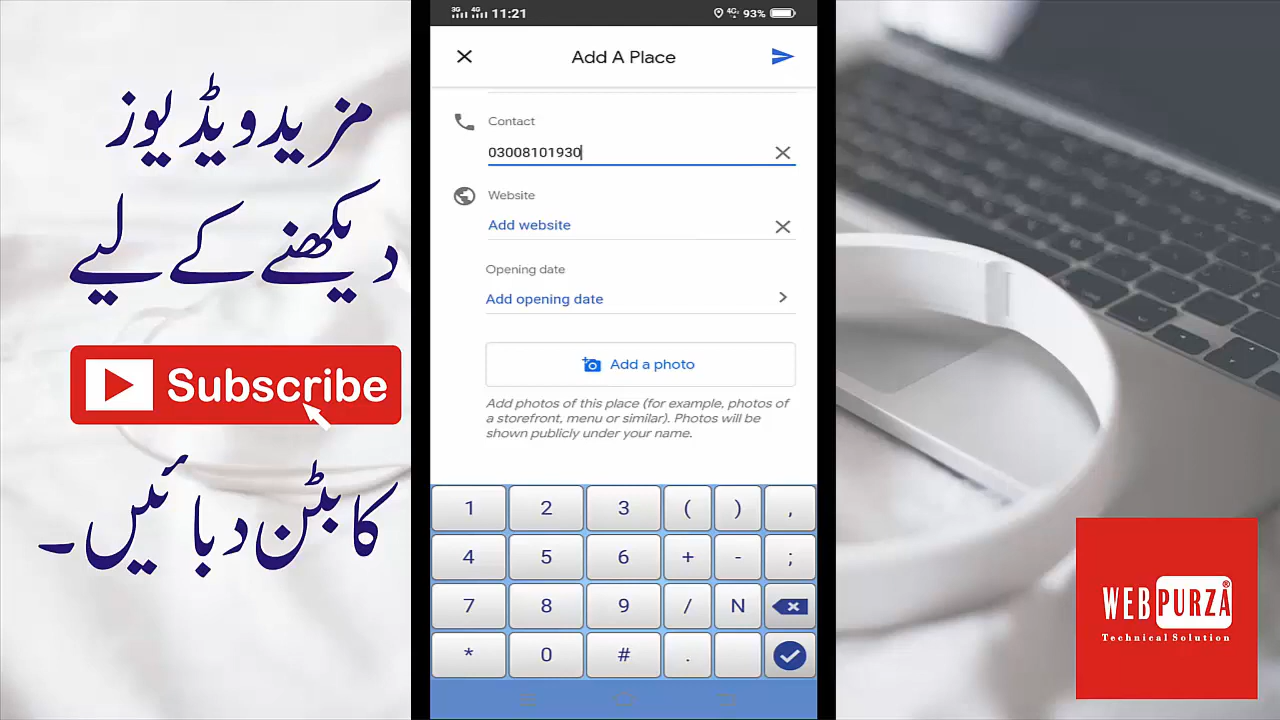 مزید ویڈیوز
دیکھنے کے لیے
Subscribe
کا بٹن دبائیں۔
3G 4G 11:21
4G 93%
Add A Place
Contact
03008101930
Website
Add website
Opening date
Add opening date
Add a photo
Add photos of this place (for example, photos of
a storefront, menu or similar). Photos will be
shown publicly under your name.
1 2 3 ( ) ,
4 5 6 + - ;
7 8 9 / N
* 0 # .
WEB PURZA®
Technical Solution